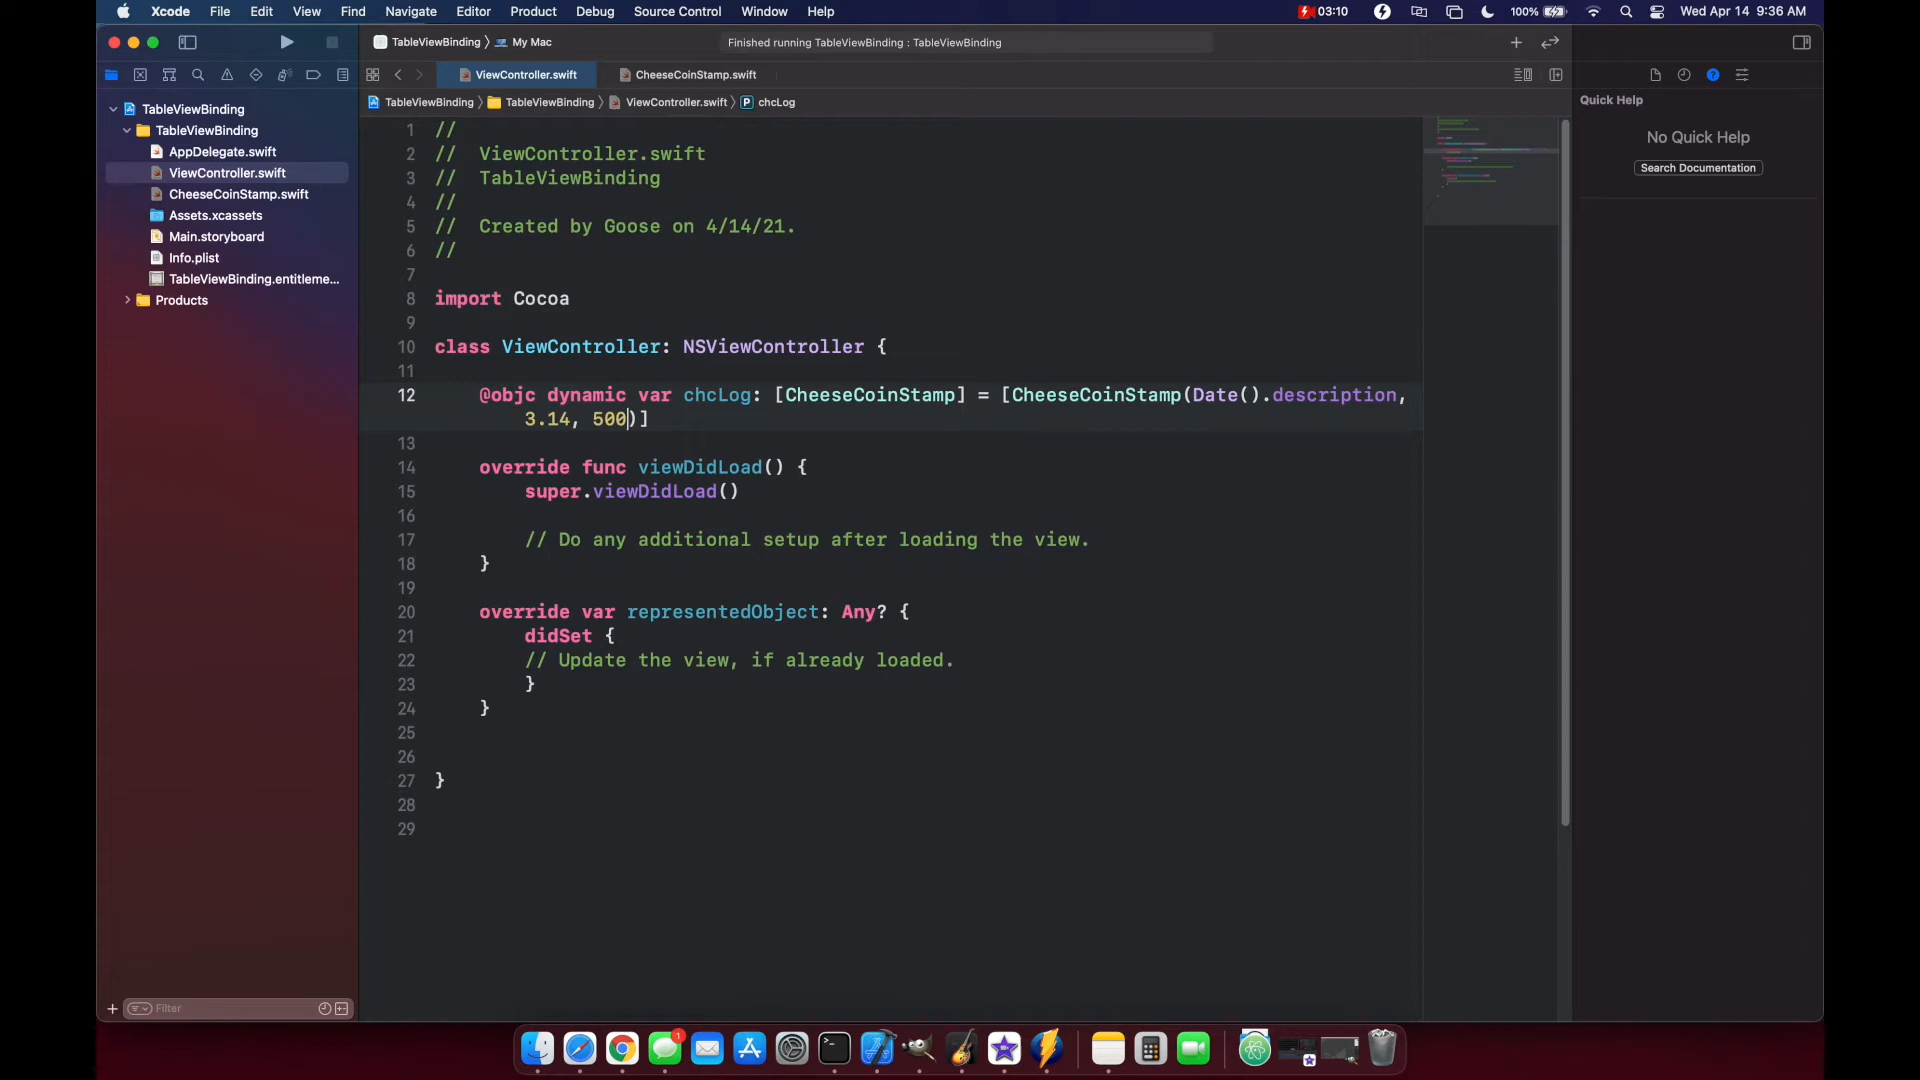 Xcode File Edit View Find Navigate Editor Product Debug Source Control Window Help 03:10 100% Wed Apr 14 9:36 AM
TableViewBinding My Mac Finished running TableViewBinding : TableViewBinding
ViewController.swift CheeseCoinStamp.swift
TableViewBinding TableViewBinding ViewController.swift P chcLog
Quick Help
No Quick Help
Search Documentation
TableViewBinding
TableViewBinding
AppDelegate.swift
ViewController.swift
CheeseCoinStamp.swift
Assets.xcassets
Main.storyboard
Info.plist
TableViewBinding.entitleme...
Products
Filter
1 //
2 // ViewController.swift
3 // TableViewBinding
4 //
5 // Created by Goose on 4/14/21.
6 //
7
8 import Cocoa
9
10 class ViewController: NSViewController {
11
12 @objc dynamic var chcLog: [CheeseCoinStamp] = [CheeseCoinStamp(Date().description,
3.14, 500)]
13
14 override func viewDidLoad() {
15 super.viewDidLoad()
16
17 // Do any additional setup after loading the view.
18 }
19
20 override var representedObject: Any? {
21 didSet {
22 // Update the view, if already loaded.
23 }
24 }
25
26
27 }
28
29
1